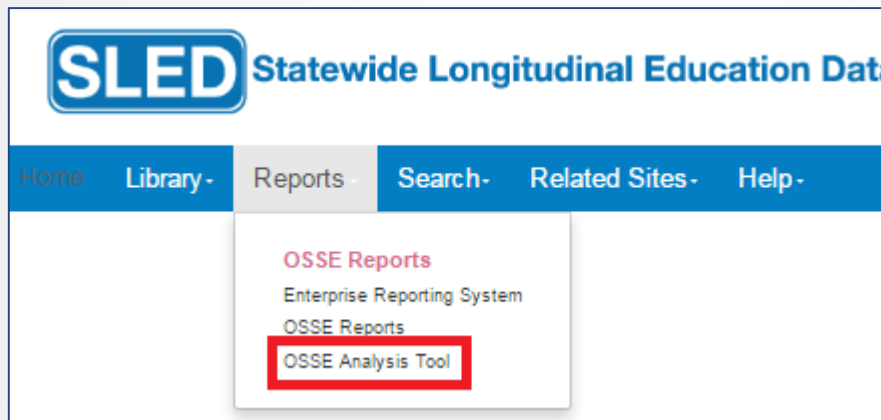 SLED Statewide Longitudinal Education Dat
Home Library Reports Search Related Sites Help
OSSE Reports
Enterprise Reporting System
OSSE Reports
OSSE Analysis Tool